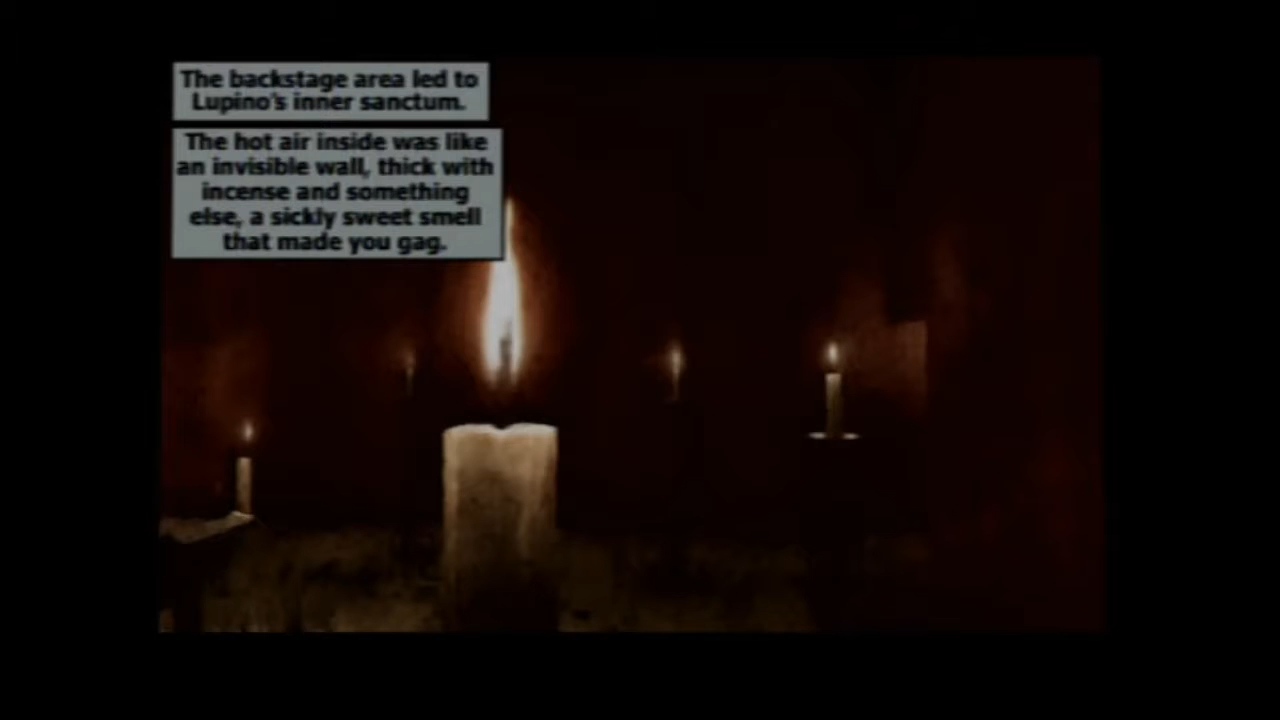 The backstage area led to
Lupino's inner sanctum.
The hot air inside was like
an invisible wall, thick with
incense and something
else, a sickly sweet smell
that made you gag.